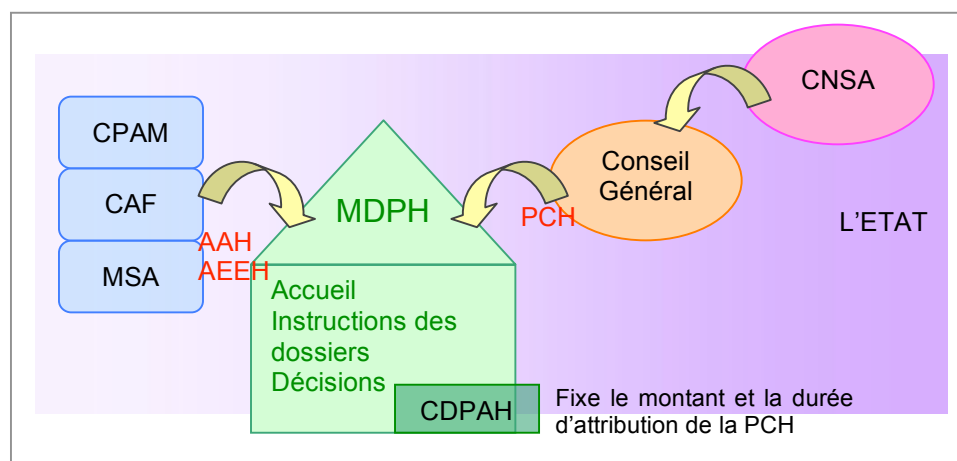 CNSA
CPAM
CAF
MSA
AAH
AEEH
MDPH
PCH
Conseil
Général
L'ETAT
Accueil
Instructions des
dossiers
Décisions
CDPAH
Fixe le montant et la durée
d'attribution de la PCH